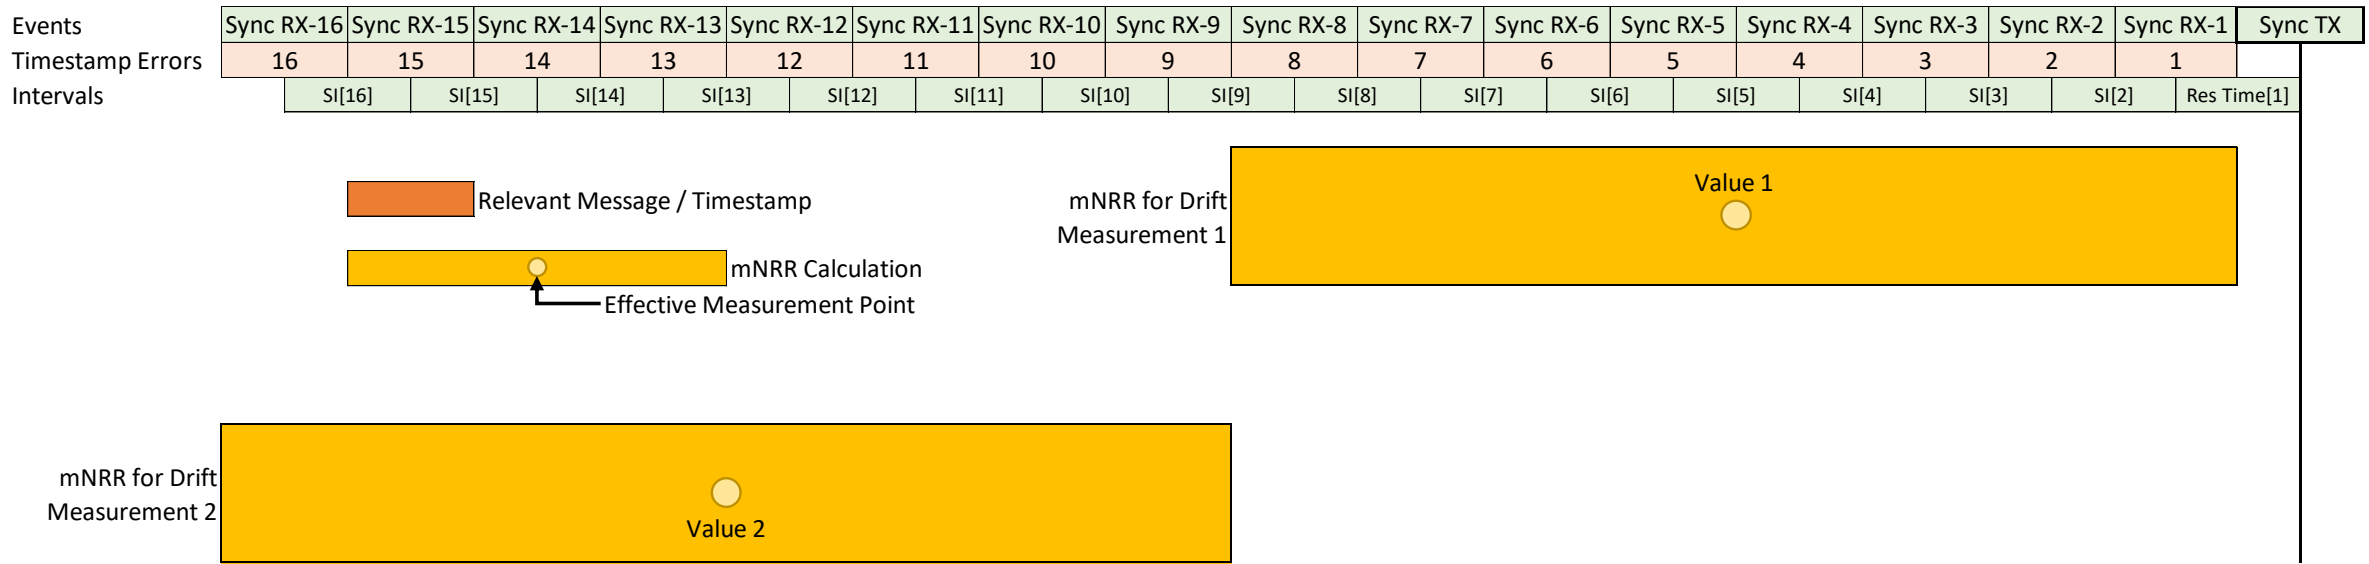 Events Sync RX-16 Sync RX-15 Sync RX-14 Sync RX-13 Sync RX-12 Sync RX-11 Sync RX-10 Sync RX-9 Sync RX-8 Sync RX-7 Sync RX-6 Sync RX-5 Sync RX-4 Sync RX-3 Sync RX-2 Sync RX-1 Sync TX
Timestamp Errors 16 15 14 13 12 11 10 9 8 7 6 5 4 3 2 1
Intervals SI[16] SI[15] SI[14] SI[13] SI[12] SI[11] SI[10] SI[9] SI[8] SI[7] SI[6] SI[5] SI[4] SI[3] SI[2] Res Time[1]
Relevant Message / Timestamp
mNRR Calculation
Effective Measurement Point
mNRR for Drift
Measurement 1
Value 1
mNRR for Drift
Measurement 2
Value 2